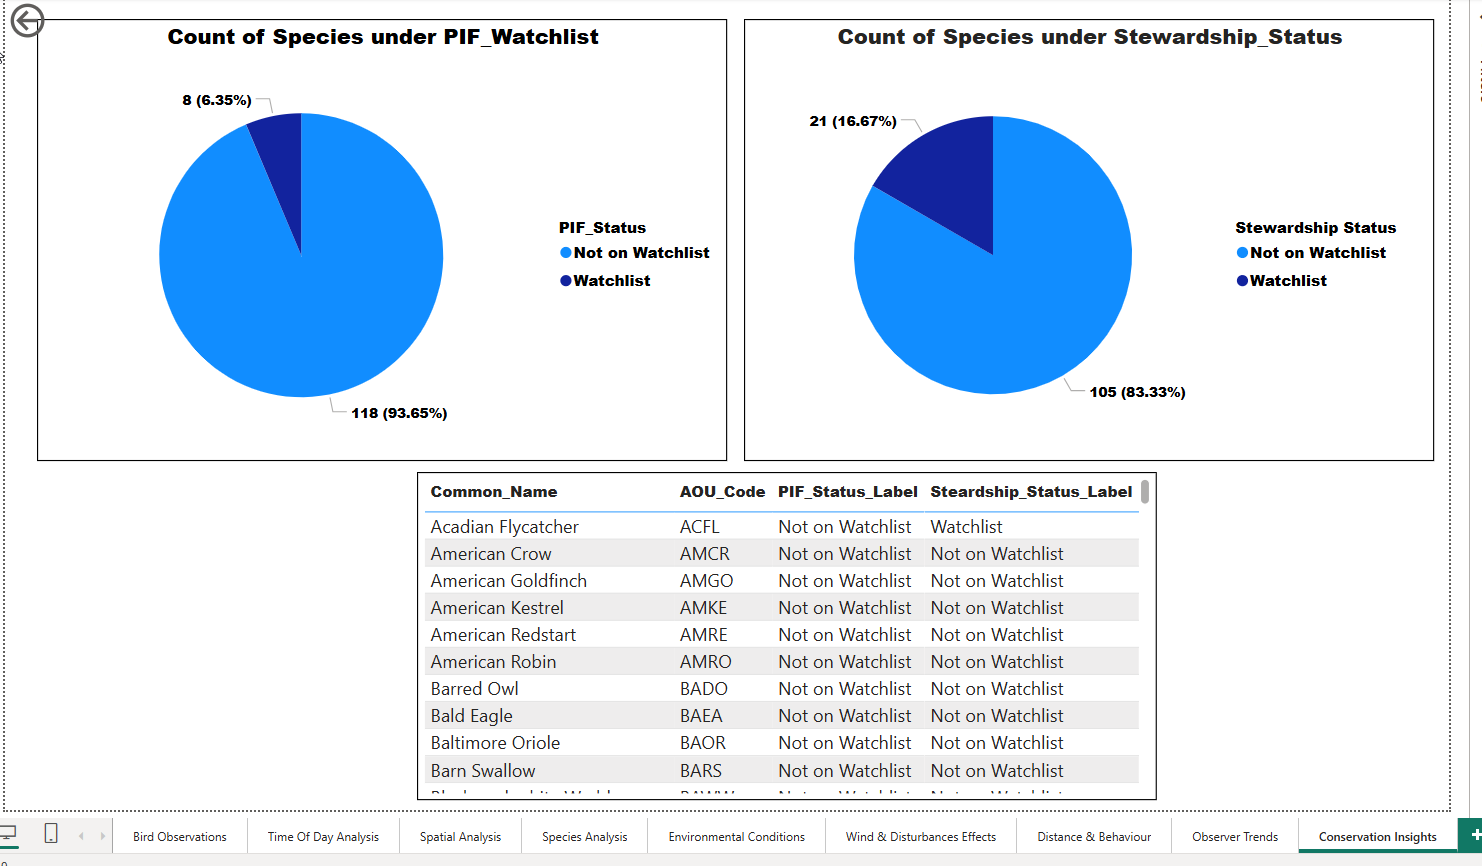 Count of Species under PIF_Watchlist
8 (6.35%)
118 (93.65%)
PIF_Status
Not on Watchlist
Watchlist
Count of Species under Stewardship_Status
21 (16.67%)
105 (83.33%)
Stewardship Status
Not on Watchlist
Watchlist
Common_Name AOU_Code PIF_Status_Label Steardship_Status_Label
Acadian Flycatcher ACFL Not on Watchlist Watchlist
American Crow AMCR Not on Watchlist Not on Watchlist
American Goldfinch AMGO Not on Watchlist Not on Watchlist
American Kestrel AMKE Not on Watchlist Not on Watchlist
American Redstart AMRE Not on Watchlist Not on Watchlist
American Robin AMRO Not on Watchlist Not on Watchlist
Barred Owl BADO Not on Watchlist Not on Watchlist
Bald Eagle BAEA Not on Watchlist Not on Watchlist
Baltimore Oriole BAOR Not on Watchlist Not on Watchlist
Barn Swallow BARS Not on Watchlist Not on Watchlist
Bird Observations Time Of Day Analysis Spatial Analysis Species Analysis Environmental Conditions Wind & Disturbances Effects Distance & Behaviour Observer Trends Conservation Insights